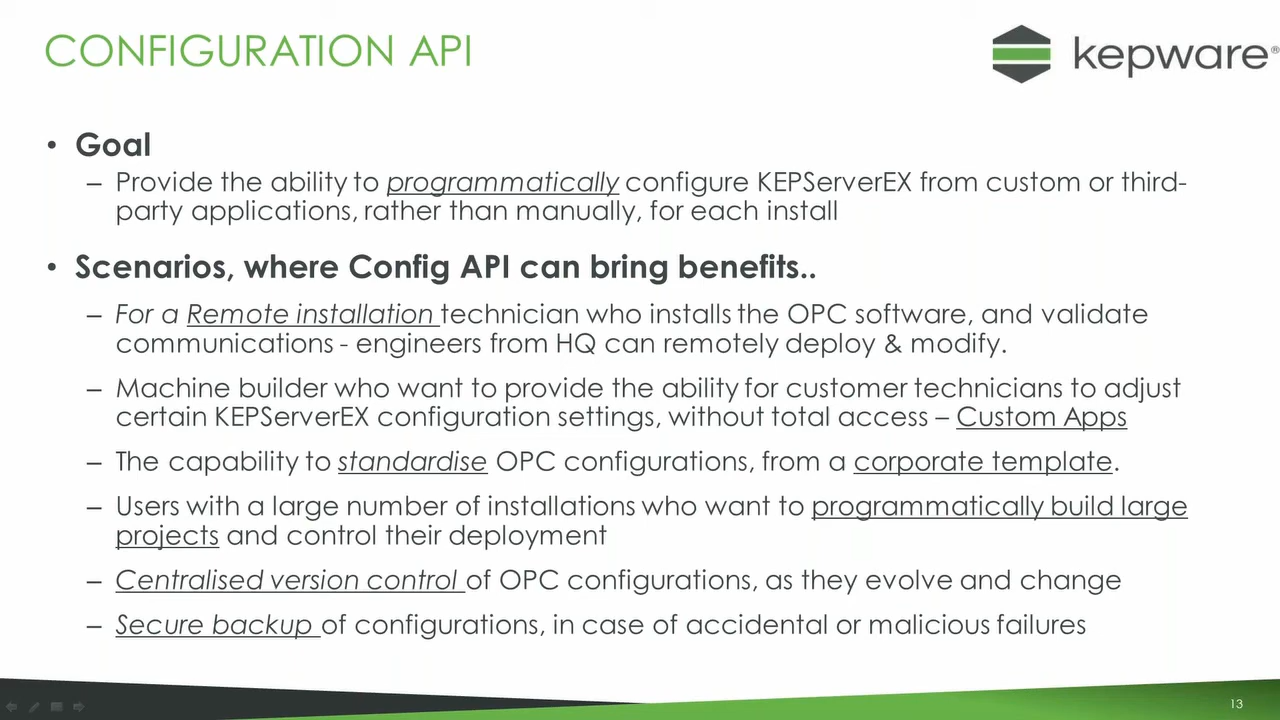 CONFIGURATION API
kepware®
• Goal
– Provide the ability to programmatically configure KEPServerEX from custom or third-
party applications, rather than manually, for each install
• Scenarios, where Config API can bring benefits..
– For a Remote installation technician who installs the OPC software, and validate
communications - engineers from HQ can remotely deploy & modify.
– Machine builder who want to provide the ability for customer technicians to adjust
certain KEPServerEX configuration settings, without total access – Custom Apps
– The capability to standardise OPC configurations, from a corporate template.
– Users with a large number of installations who want to programmatically build large
projects and control their deployment
– Centralised version control of OPC configurations, as they evolve and change
– Secure backup of configurations, in case of accidental or malicious failures
13